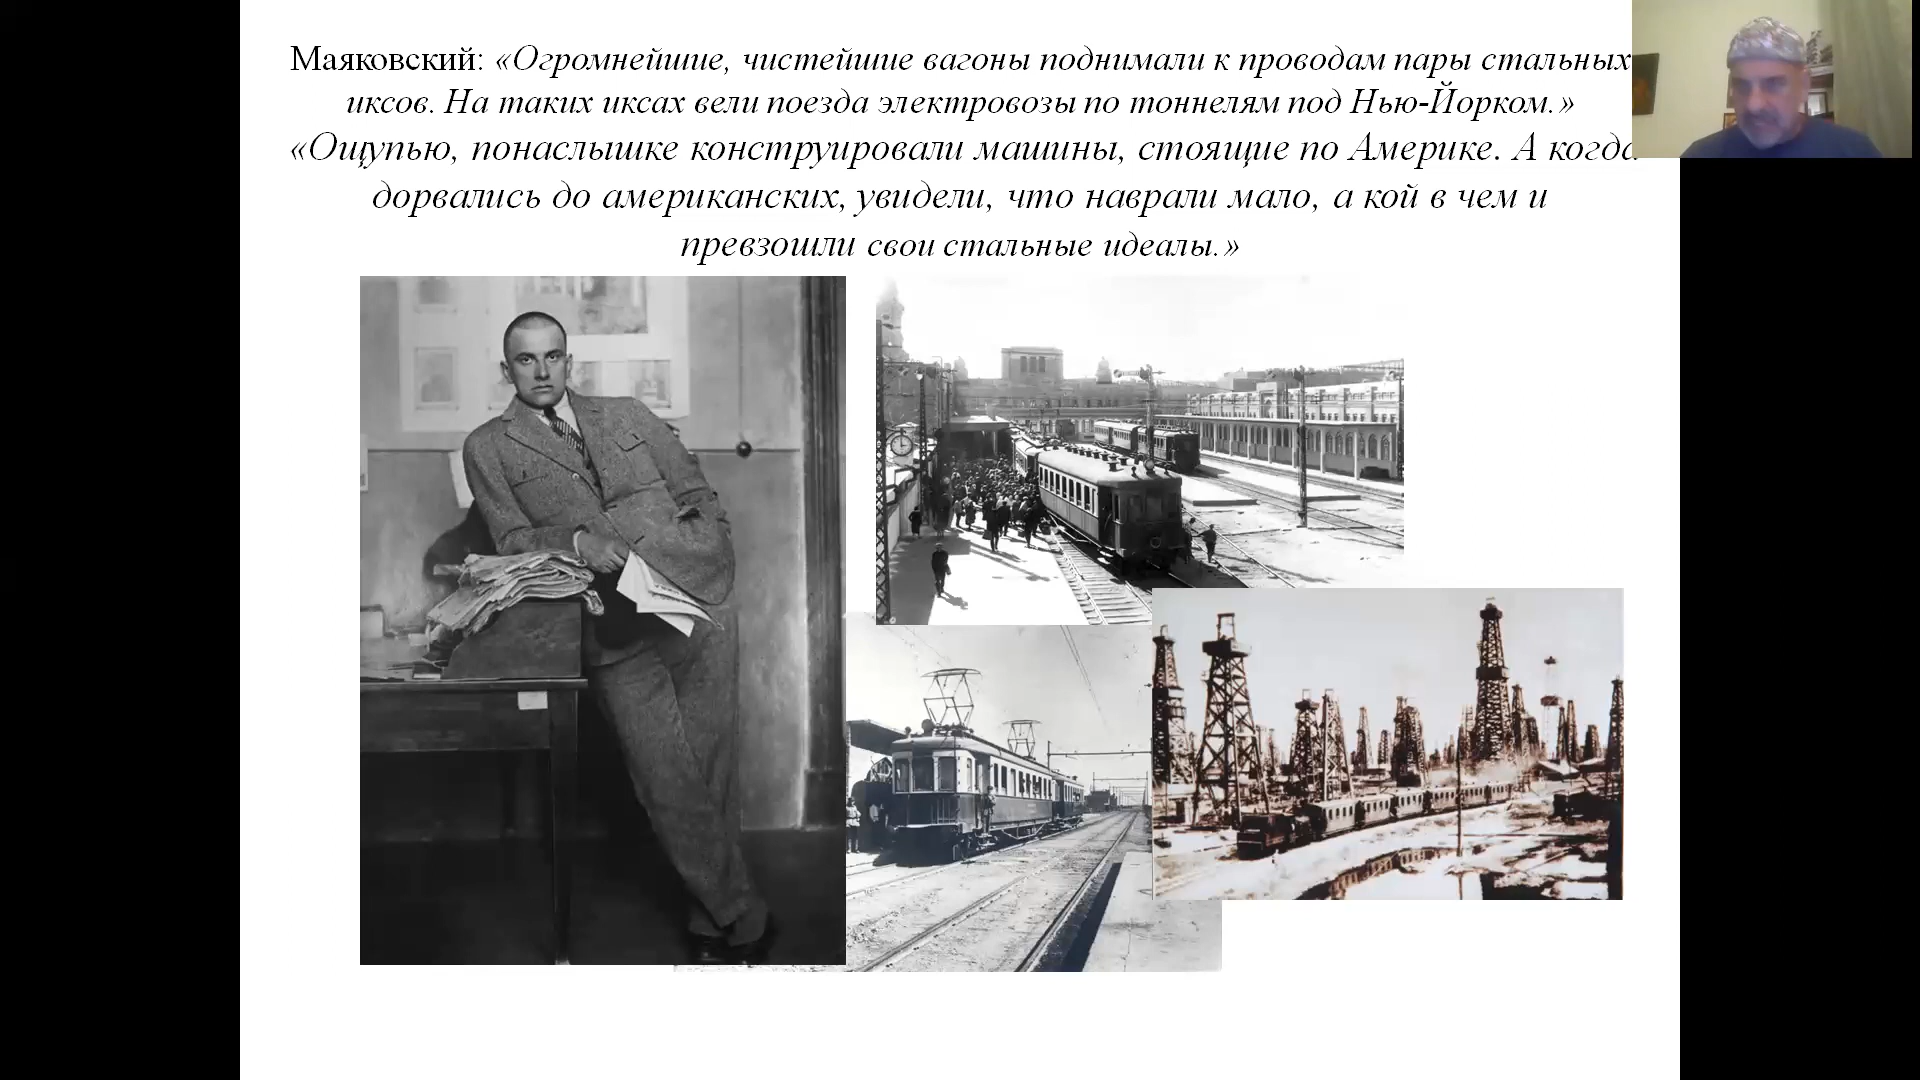 Маяковский: «Огромнейшие, чистейшие вагоны поднимали к проводам пары стальных
иксов. На таких иксах вели поезда электровозы по тоннелям под Нью-Йорком.»
«Ощупью, понаслышке конструировали машины, стоящие по Америке. А когда
дорвались до американских, увидели, что наврали мало, а кой в чем и
превзошли свои стальные идеалы.»